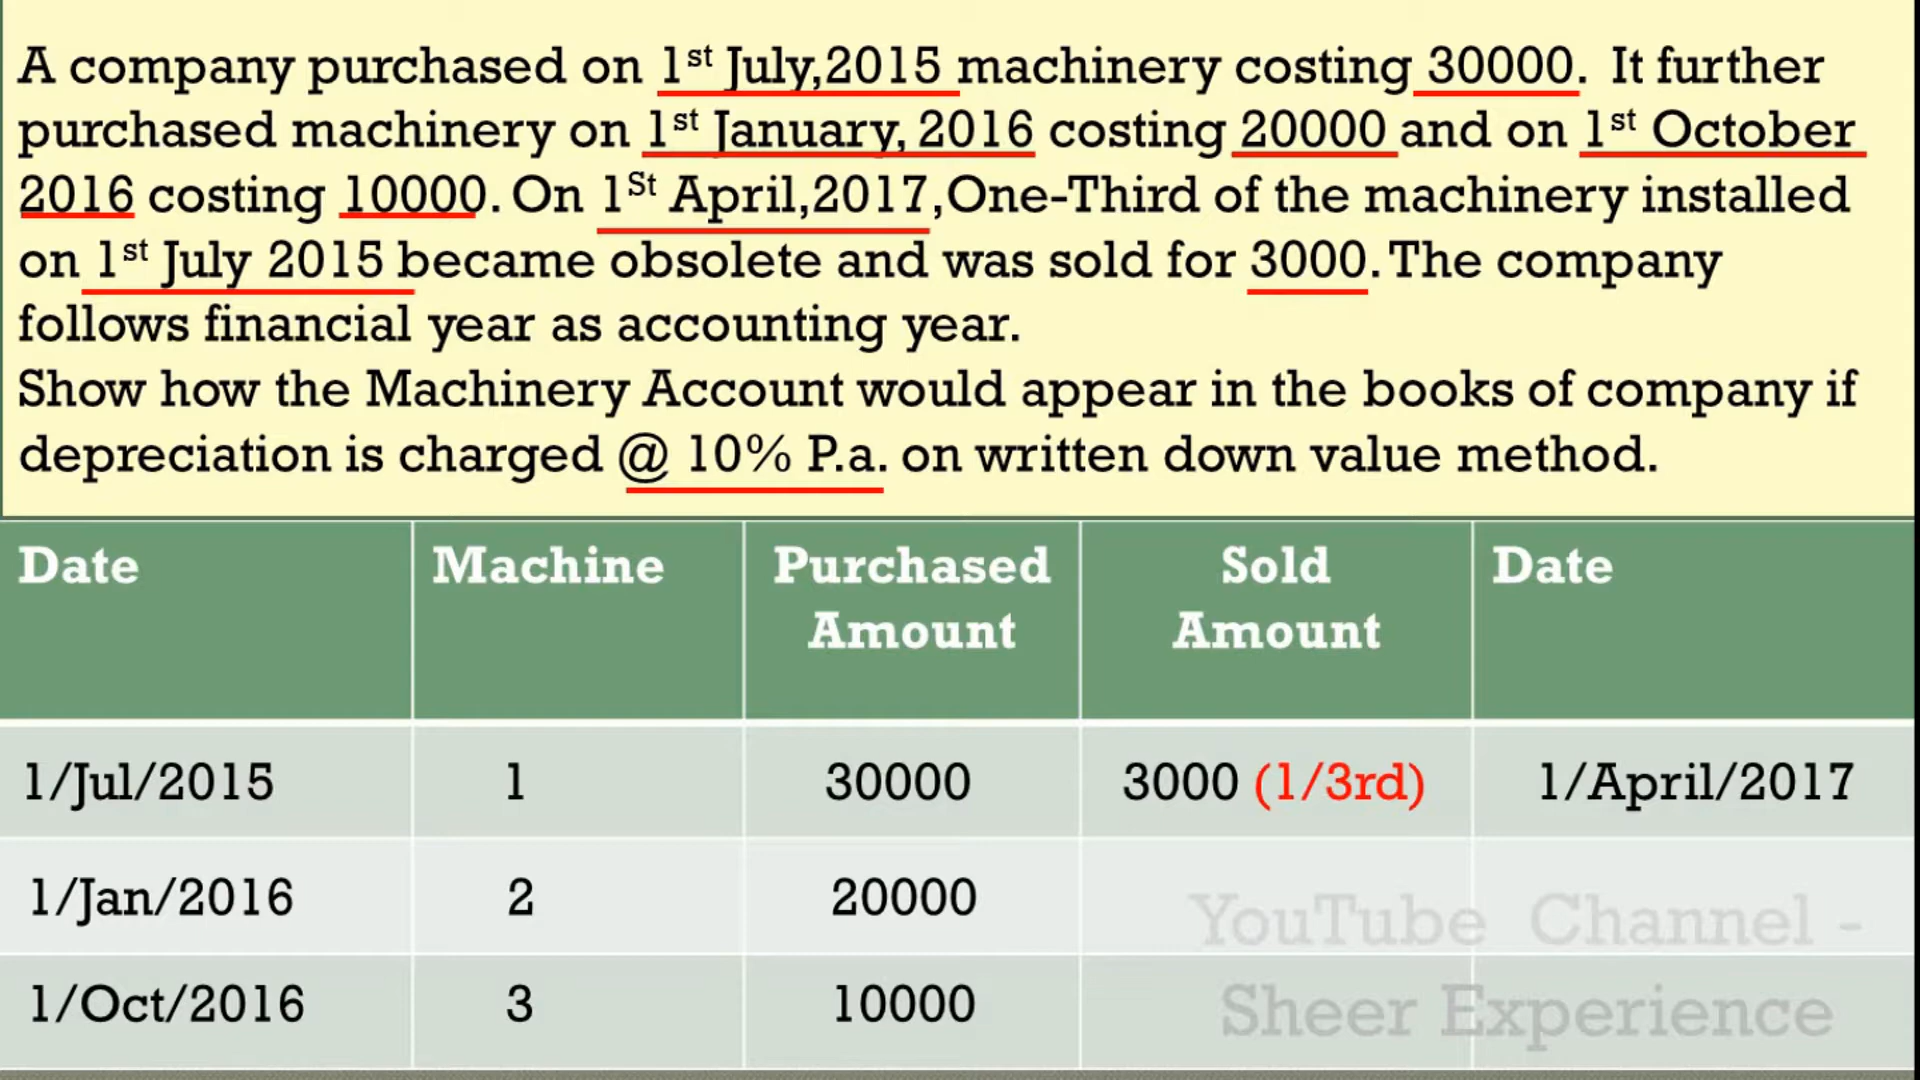 A company purchased on 1st July,2015 machinery costing 30000. It further
purchased machinery on 1st January, 2016 costing 20000 and on 1st October
2016 costing 10000. On 1St April,2017,One-Third of the machinery installed
on 1st July 2015 became obsolete and was sold for 3000. The company
follows financial year as accounting year.
Show how the Machinery Account would appear in the books of company if
depreciation is charged @ 10% P.a. on written down value method.
Date Machine Purchased Amount Sold Amount Date
1/Jul/2015 1 30000 3000 (1/3rd) 1/April/2017
1/Jan/2016 2 20000
1/Oct/2016 3 10000
YouTube Channel -
Sheer Experience